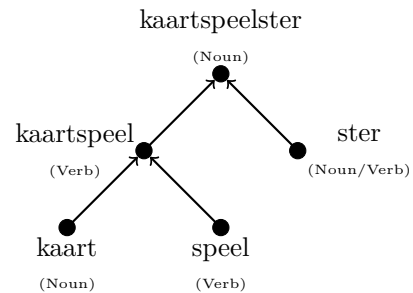 kaartspeelster
(Noun)
kaartspeel
(Verb)
ster
(Noun/Verb)
kaart
(Noun)
speel
(Verb)